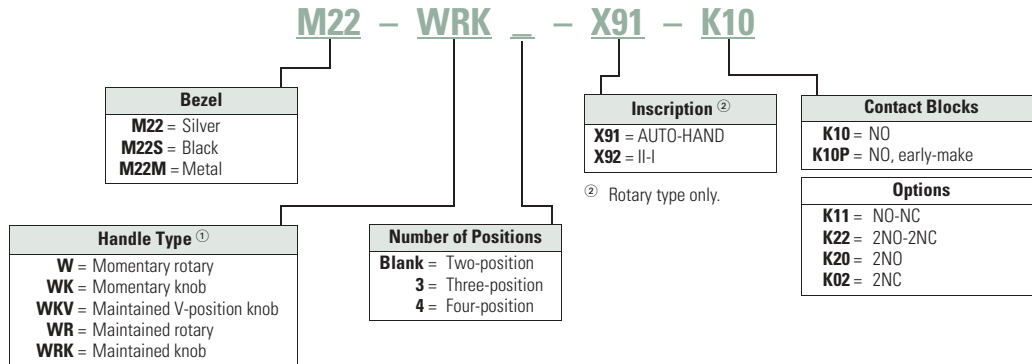 M22 – WRK _ – X91 – K10
Bezel
M22 = Silver
M22S = Black
M22M = Metal
Inscription ②
X91 = AUTO-HAND
X92 = II-I
② Rotary type only.
Contact Blocks
K10 = NO
K10P = NO, early-make
Options
K11 = NO-NC
K22 = 2NO-2NC
K20 = 2NO
K02 = 2NC
Handle Type ①
W = Momentary rotary
WK = Momentary knob
WKV = Maintained V-position knob
WR = Maintained rotary
WRK = Maintained knob
Number of Positions
Blank = Two-position
3 = Three-position
4 = Four-position